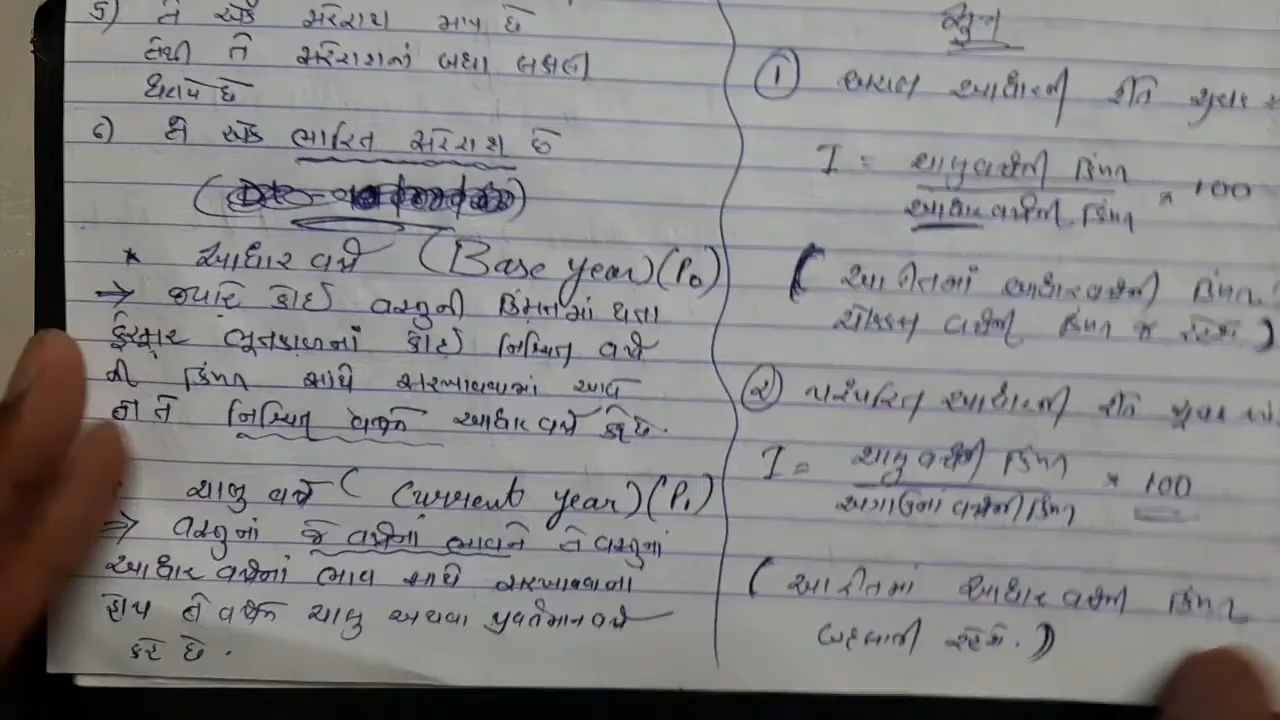 5) તે એક સરેરાશ માપ છે
તેથી તે સરેરાશનાં બધા લક્ષણો
ધરાવે છે
૬) તે એક ભારિત સરેરાશ છે
* આધાર વર્ષ (Base year) (P₀)
⇒ જ્યારે કોઈ વસ્તુની કિંમતમાં થતા
ફેરફાર ભૂતકાળનાં કોઈ નિશ્ચિત વર્ષ
ની કિંમત સાથે સરખાવવામાં આવે
તો તે નિશ્ચિત વર્ષને આધાર વર્ષ કહે છે.
ચાલુ વર્ષ (Current year) (P₁)
⇒ વસ્તુનાં જે વર્ષનાં ભાવને તે વસ્તુનાં
આધાર વર્ષનાં ભાવ સાથે સરખાવવાના
હોય તે વર્ષને ચાલુ અથવા પ્રવર્તમાન વર્ષ
કહે છે.
સૂત્ર
① અચલ આધારની રીત મુજબ
I = ચાલુ વર્ષની કિંમત
આધાર વર્ષની કિંમત × 100
(આ રીતમાં આધાર વર્ષની કિંમત
ચોક્કસ વર્ષની કિંમત જ રહેશે)
② પરંપરિત આધારની રીત મુજબ
I = ચાલુ વર્ષની કિંમત
અગાઉનાં વર્ષની કિંમત × 100
(આ રીતમાં આધાર વર્ષની કિંમત
બદલાતી રહેશે.)